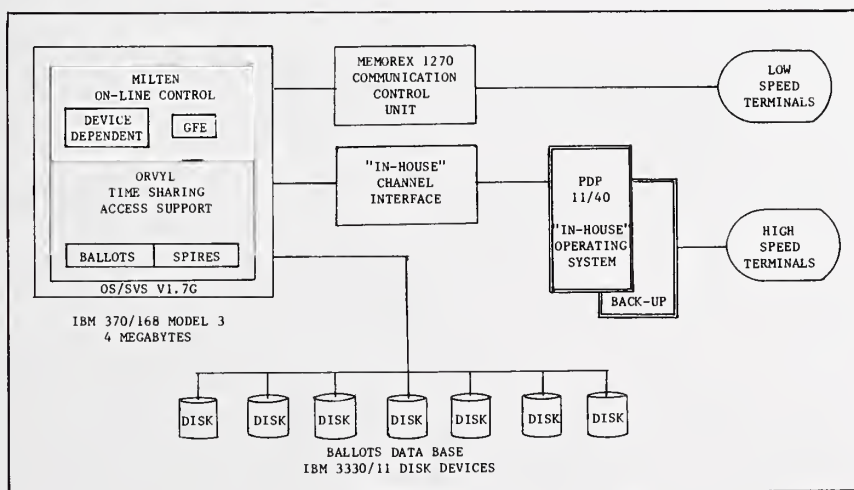 MILTEN
ON-LINE CONTROL
DEVICE
DEPENDENT
GFE
ORVYL
TIME SHARING
ACCESS SUPPORT
BALLOTS
SPIRES
OS/SVS V1.7G
IBM 370/168 MODEL 3
4 MEGABYTES
MEMOREX 1270
COMMUNICATION
CONTROL
UNIT
LOW
SPEED
TERMINALS
"IN-HOUSE"
CHANNEL
INTERFACE
PDP
11/40
"IN-HOUSE"
OPERATING
SYSTEM
BACK-UP
HIGH
SPEED
TERMINALS
DISK
DISK
DISK
DISK
DISK
DISK
DISK
BALLOTS DATA BASE
IBM 3330/11 DISK DEVICES